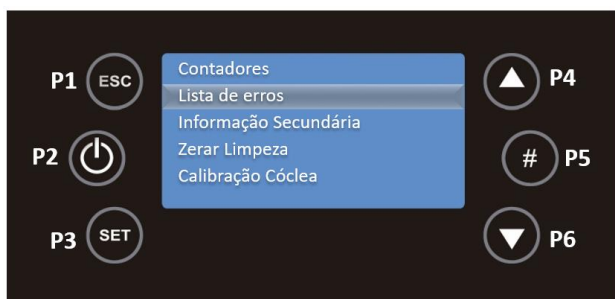 P1 ESC
P2
P3 SET
Contadores
Lista de erros
Informação Secundária
Zerar Limpeza
Calibração Cóclea
P4
# P5
P6